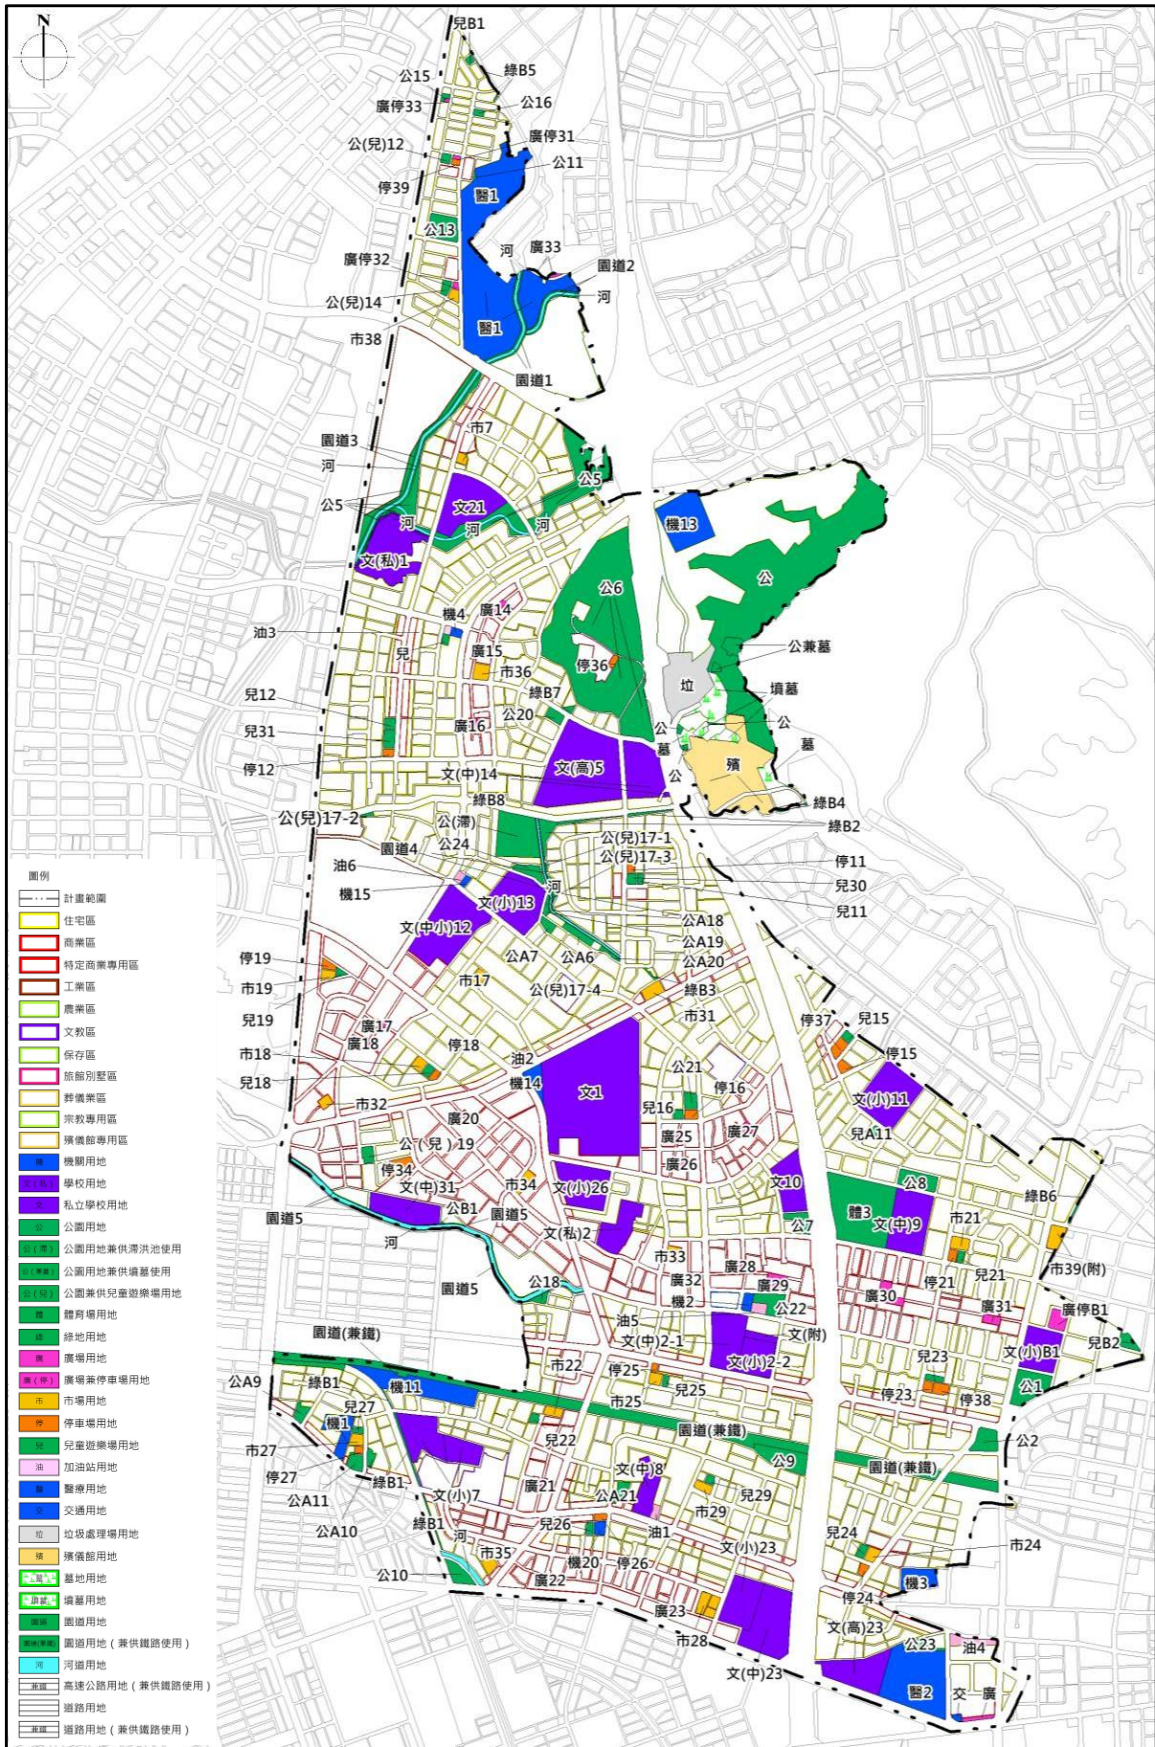 N
兒B1
綠B5
公15
廣停33
公16
廣停31
公(兒)12
公11
停39
醫1
公13
河
廣33
廣停32
園道2
公(兒)14
河
醫1
市38
園道1
市7
園道3
河
公5
公5
文21
機13
河
河
河
文(私)1
公
公6
機4
廣14
油3
公兼墓
兒
廣15
停36
市36
垃
墳墓
兒12
綠B7
公20
公
公
兒31
廣16
墓
墓
殯
停12
文(中)14
文(高)5
公
綠B8
綠B4
公(兒)17-2
公(滯)
綠B2
公(兒)17-1
公24
園道4
公(兒)17-3
停11
油6
兒30
機15
河
文(小)13
兒11
文(中小)12
公A18
公A19
停19
公A7
公A6
公A20
市17
市19
公(兒)17-4
綠B3
兒19
市31
廣17
停37
兒15
廣18
停18
市18
油2
停15
公21
兒18
機14
停16
文1
文(小)11
市32
兒16
廣20
廣27
兒A11
公(兒)19
廣25
廣26
停34
市34
文(中)31
文(小)26
文10
公8
綠B6
公B1
體3
園道5
園道5
公7
文(中)9
市21
河
文(私)2
市33
廣28
停21
兒21
市39(附)
園道5
公18
廣32
廣29
廣30
機2
廣31
廣停B1
公22
油5
園道(兼鐵)
文(中)2-1
文(附)
文(小)B1
兒B2
市22
停25
文(小)2-2
兒23
公A9
綠B1
機11
兒25
停23
停38
公1
兒27
市25
機1
園道(兼鐵)
公2
市27
兒22
公9
園道(兼鐵)
停27
文(中)8
綠B1
廣21
公A11
文(小)7
公A21
兒29
市29
公A10
綠B1
兒26
兒24
油1
河
文(小)23
市24
市35
機20
停26
公10
廣22
機3
停24
廣23
文(高)23
市28
公23
油4
文(中)23
醫2
交
廣
圖例
計畫範圍
住宅區
商業區
特定商業專用區
工業區
農業區
文教區
保存區
旅館別墅區
葬儀業區
宗教專用區
殯儀館專用區
機 機關用地
文(私) 學校用地
文 私立學校用地
公 公園用地
公(滯) 公園用地兼供滯洪池使用
公(兼墓) 公園用地兼供墳墓使用
公(兒) 公園兼供兒童遊樂場用地
體 體育場用地
綠 綠地用地
廣 廣場用地
廣(停) 廣場兼停車場用地
市 市場用地
停 停車場用地
兒 兒童遊樂場用地
油 加油站用地
醫 醫療用地
交 交通用地
垃 垃圾處理場用地
殯 殯儀館用地
墓 墓地用地
墳墓 墳墓用地
園道 園道用地
園道(兼鐵) 園道用地(兼供鐵路使用)
河 河道用地
兼鐵 高速公路用地(兼供鐵路使用)
道路用地
兼鐵 道路用地(兼供鐵路使用)